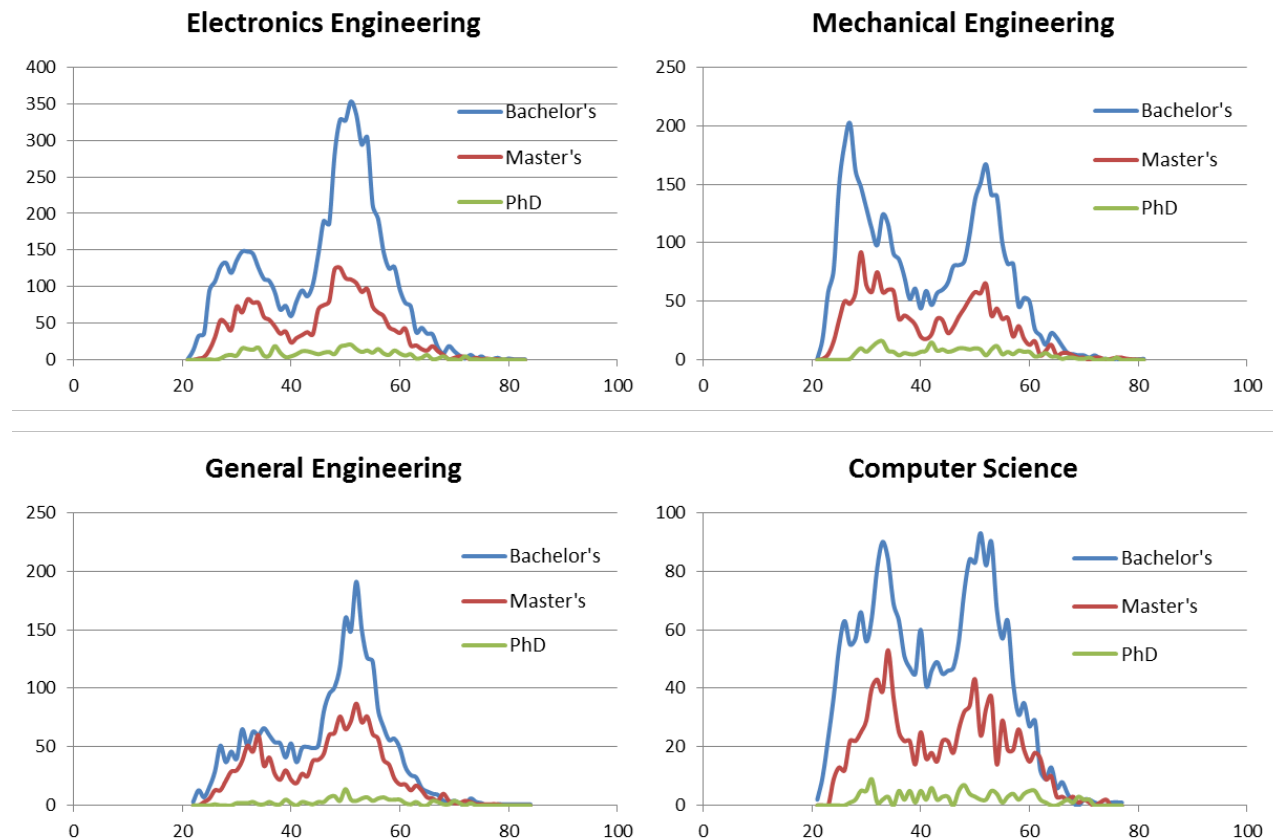 Electronics Engineering
400
350
300
250
200
150
100
50
0
Bachelor's
Master's
PhD
0 20 40 60 80 100
Mechanical Engineering
250
200
150
100
50
0
Bachelor's
Master's
PhD
0 20 40 60 80 100
General Engineering
250
200
150
100
50
0
Bachelor's
Master's
PhD
0 20 40 60 80 100
Computer Science
100
80
60
40
20
0
Bachelor's
Master's
PhD
0 20 40 60 80 100